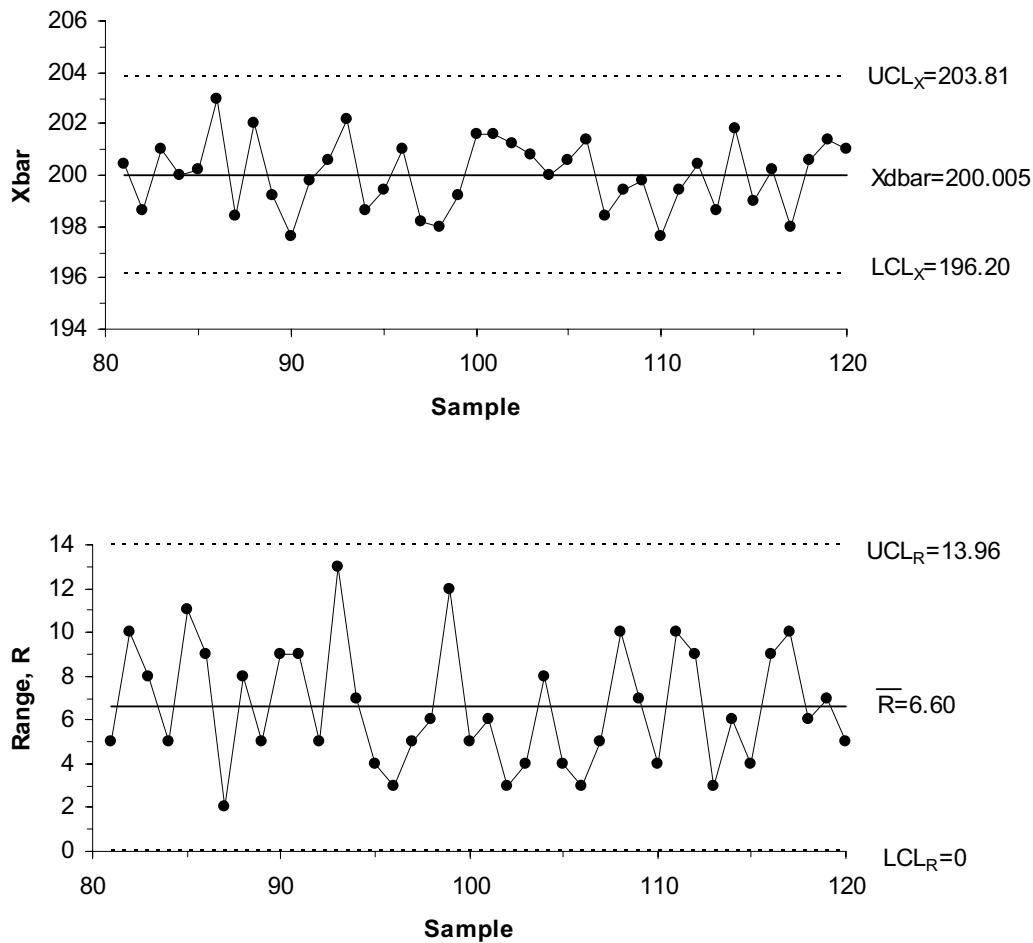 206
204
202
200
198
196
194
Xbar
80
90
100
110
120
Sample
UCLX=203.81
Xdbar=200.005
LCLX=196.20
14
12
10
8
6
4
2
0
Range, R
80
90
100
110
120
Sample
UCLR=13.96
R̅=6.60
LCLR=0